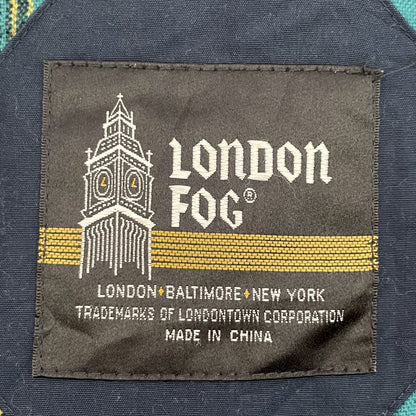 LONDON
FOG®
LONDON♦BALTIMORE♦NEW YORK
TRADEMARKS OF LONDONTOWN CORPORATION
MADE IN CHINA